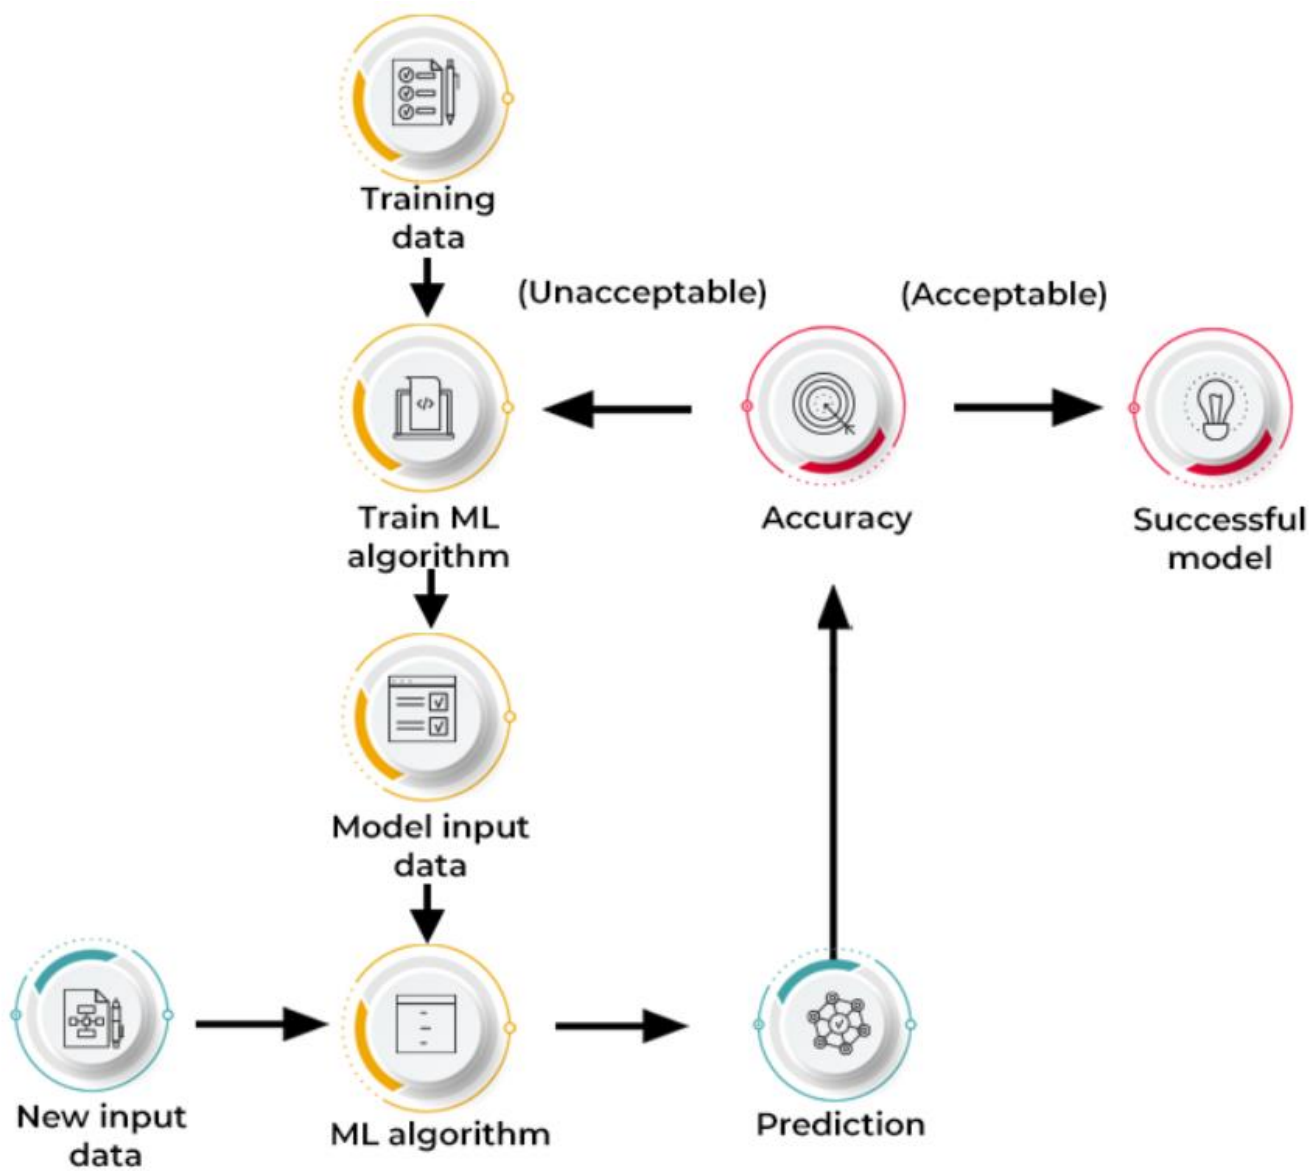 Training
data
(Unacceptable)
(Acceptable)
</>
Train ML
algorithm
Accuracy
Successful
model
Model input
data
New input
data
ML algorithm
Prediction